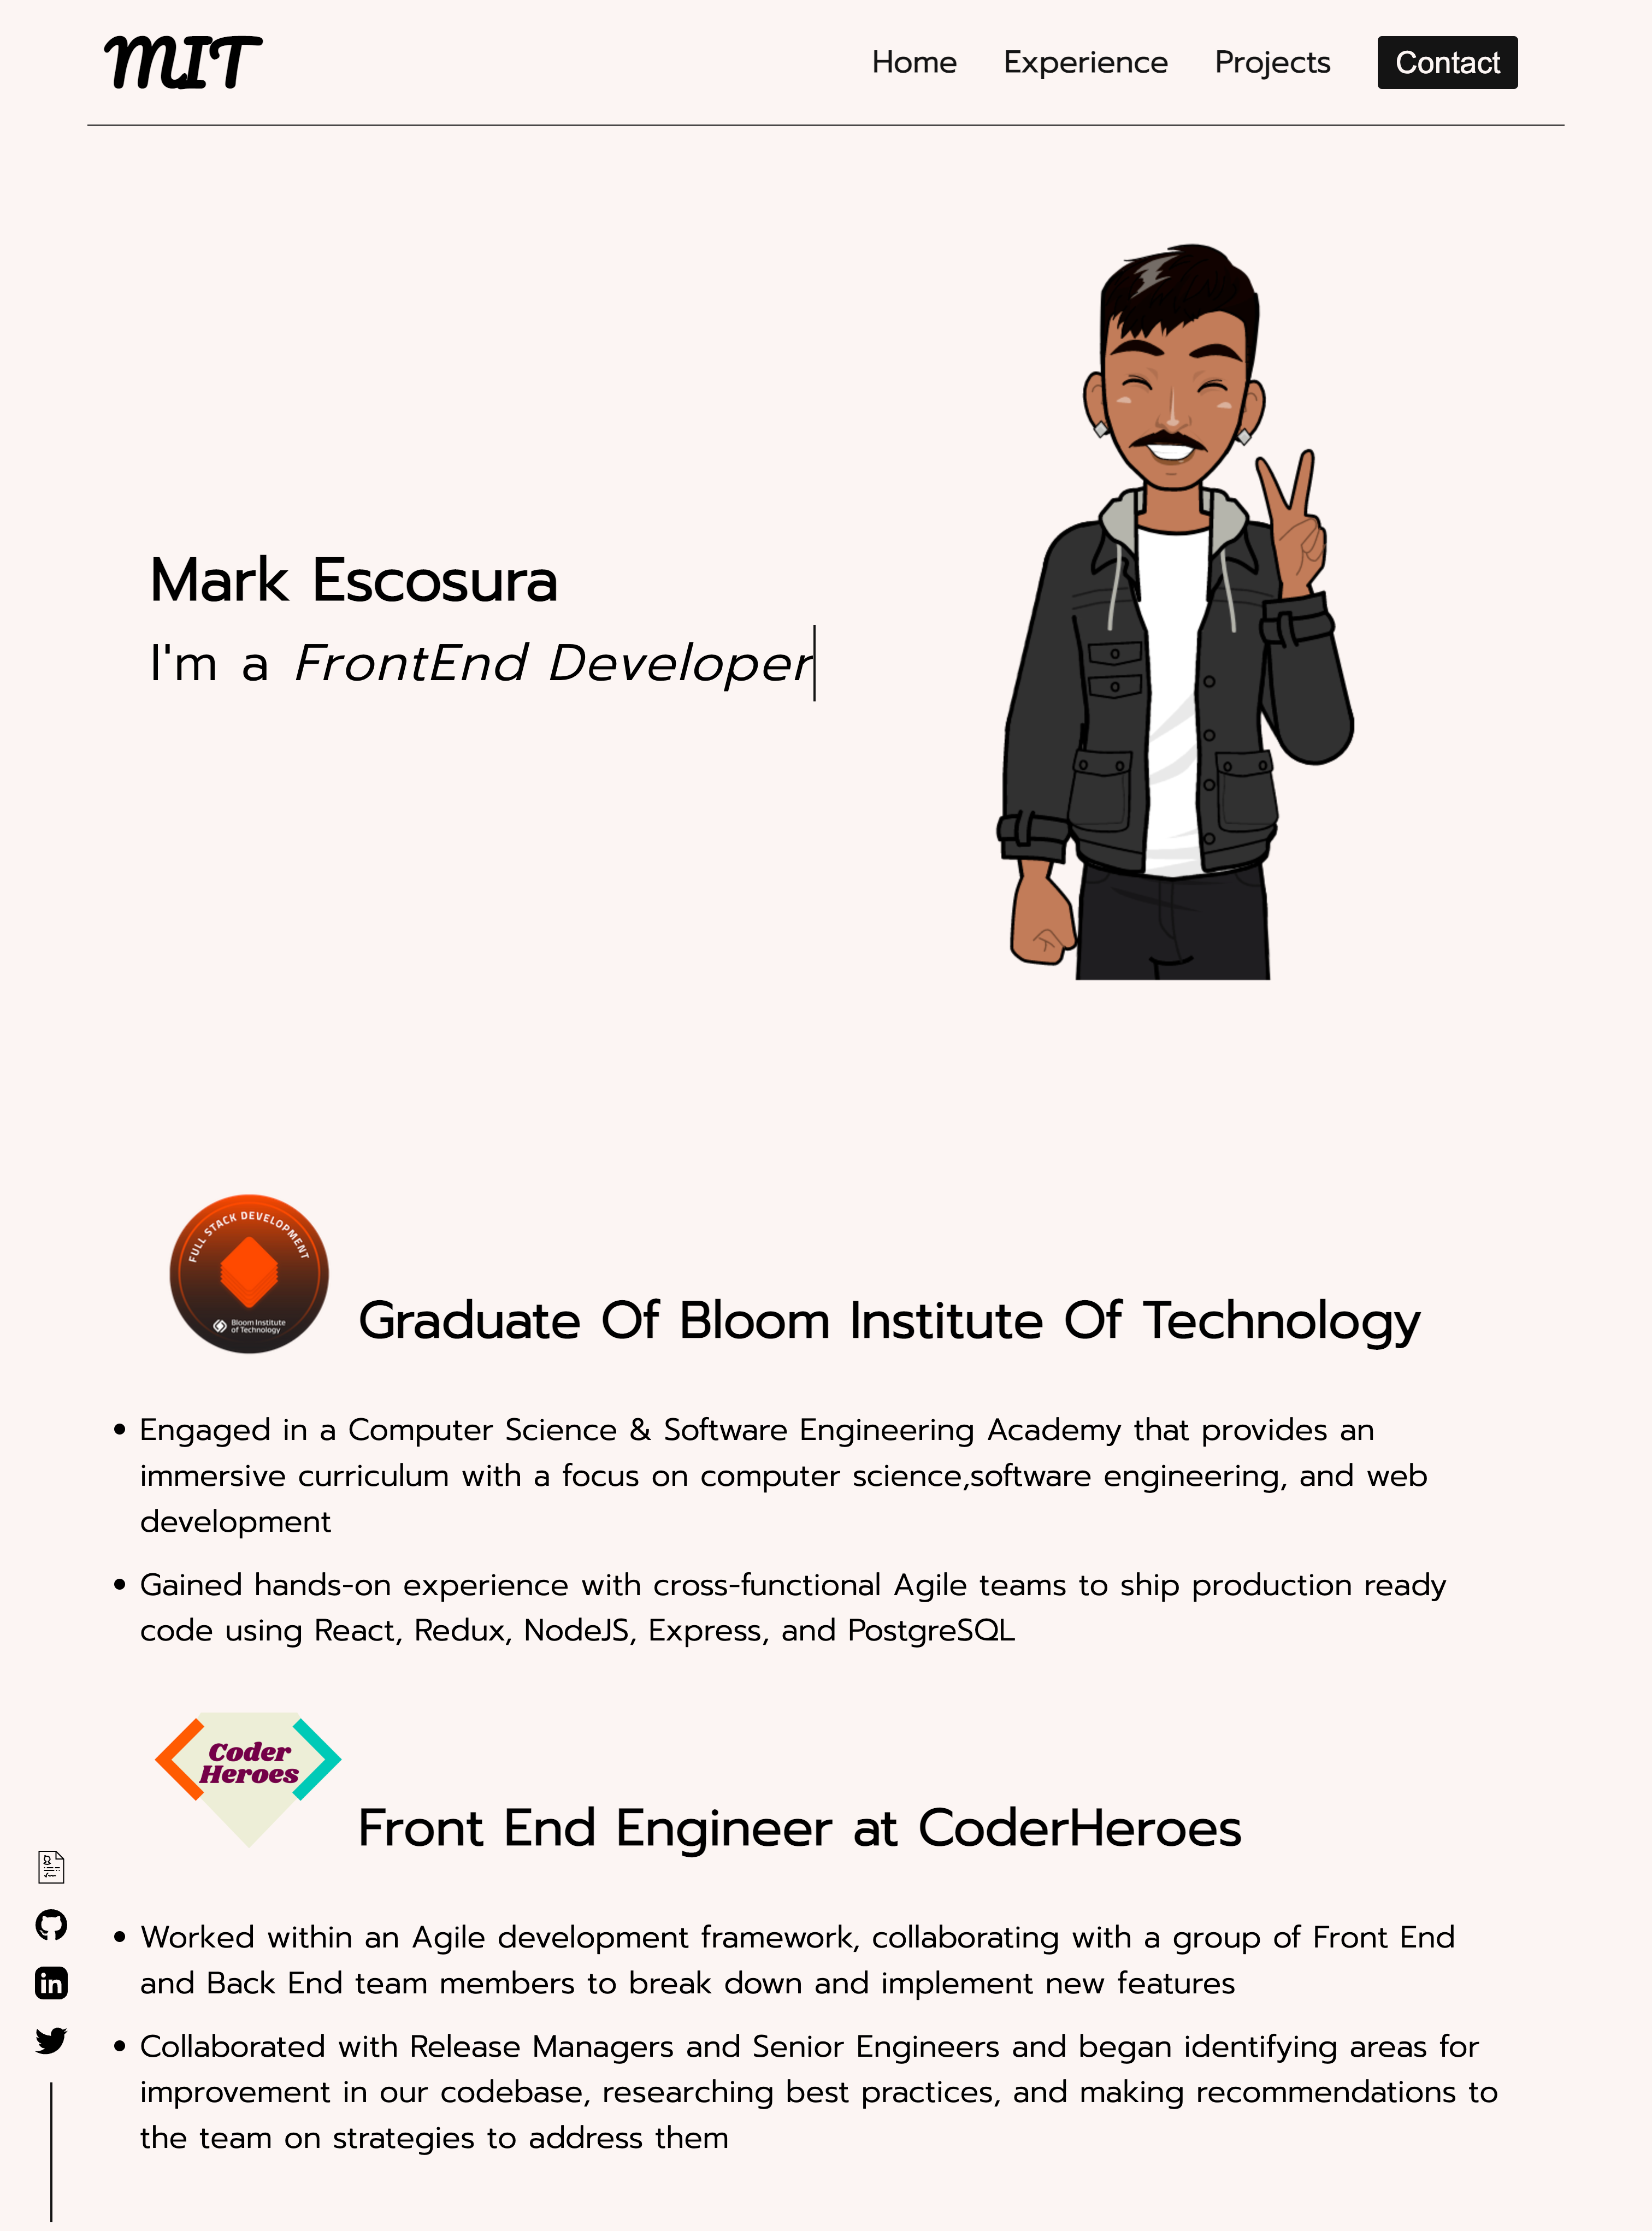 MIT
Home Experience Projects Contact
Mark Escosura
I'm a FrontEnd Developer
FULL STACK DEVELOPMENT
Bloom Institute
of Technology
Graduate Of Bloom Institute Of Technology
Engaged in a Computer Science & Software Engineering Academy that provides an
immersive curriculum with a focus on computer science,software engineering, and web
development
Gained hands-on experience with cross-functional Agile teams to ship production ready
code using React, Redux, NodeJS, Express, and PostgreSQL
Coder
Heroes
Front End Engineer at CoderHeroes
in
Worked within an Agile development framework, collaborating with a group of Front End
and Back End team members to break down and implement new features
Collaborated with Release Managers and Senior Engineers and began identifying areas for
improvement in our codebase, researching best practices, and making recommendations to
the team on strategies to address them